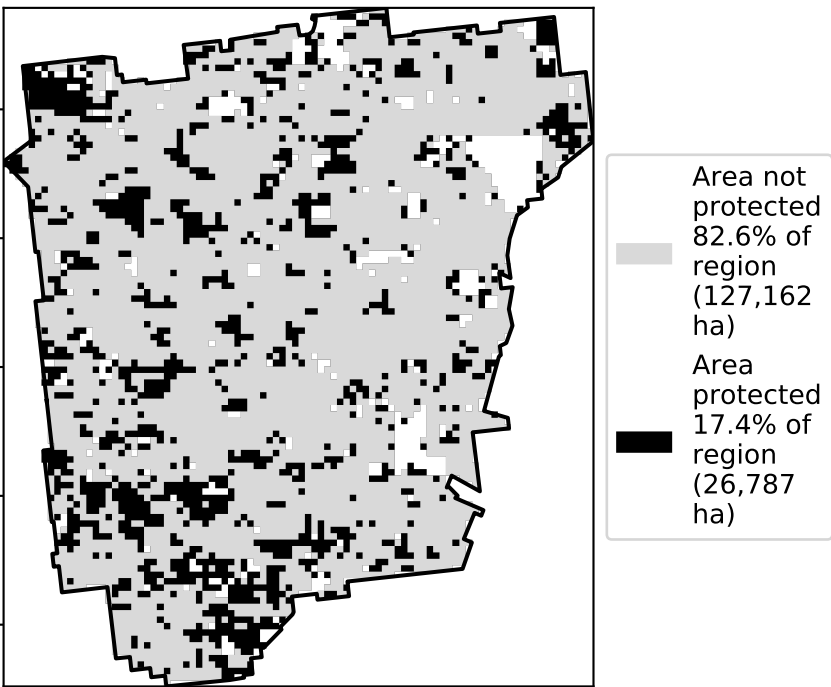 Area not
protected
82.6% of
region
(127,162
ha)
Area
protected
17.4% of
region
(26,787
ha)